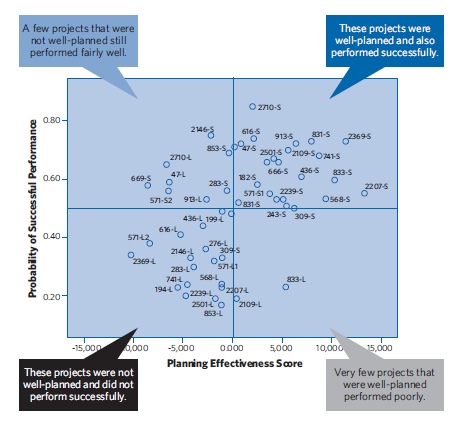 A few projects that were
not well-planned still
performed fairly well.
These projects were
well-planned and also
performed successfully.
Probability of Successful Performance
0.80
0.60
0.40
0.20
2710-S
2146-S
616-S
913-S
831-S
2369-S
853-S
47-S
2501-S
2109-S
741-S
2710-L
666-S
436-S
833-S
669-S
47-L
283-S
182-S
2207-S
571-S2
913-L
571-S1
2239-S
568-S
831-S
243-S
309-S
436-L
199-L
616-L
571-L2
276-L
2146-L
309-S
2369-L
283-L
571-L1
741-L
568-L
833-L
194-L
2239-L
2207-L
2501-L
2109-L
853-L
-15,000
-10,000
-5,000
0.000
5,000
10,000
15,000
Planning Effectiveness Score
These projects were not
well-planned and did not
perform successfully.
Very few projects that
were well-planned
performed poorly.